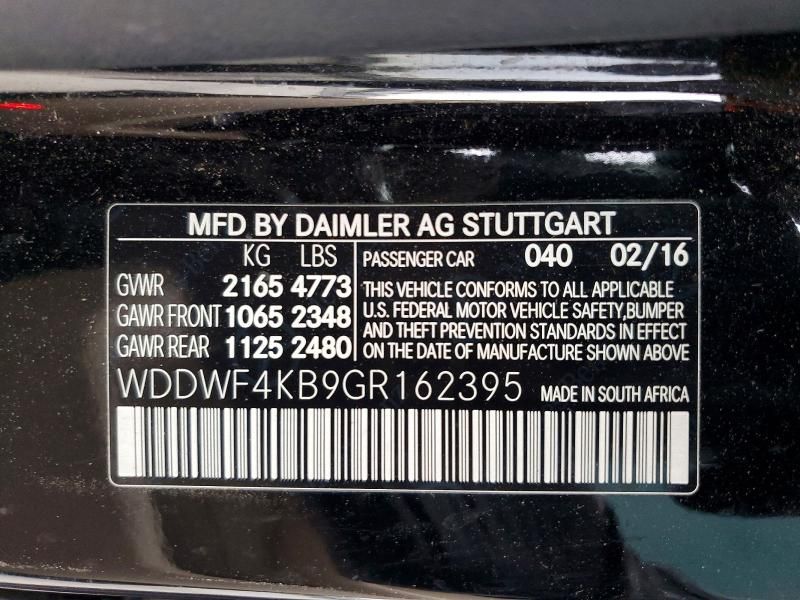 MFD BY DAIMLER AG STUTTGART
KG LBS
GVWR 2165 4773
GAWR FRONT 1065 2348
GAWR REAR 1125 2480
PASSENGER CAR 040 02/16
THIS VEHICLE CONFORMS TO ALL APPLICABLE
U.S. FEDERAL MOTOR VEHICLE SAFETY,BUMPER
AND THEFT PREVENTION STANDARDS IN EFFECT
ON THE DATE OF MANUFACTURE SHOWN ABOVE
WDDWF4KB9GR162395 MADE IN SOUTH AFRICA